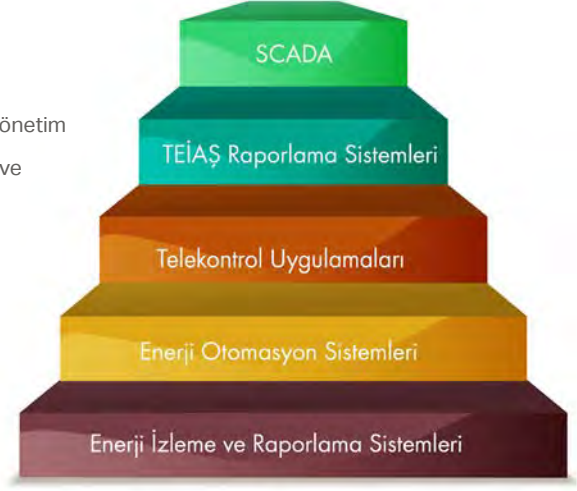 SCADA
önetim
TEİAŞ Raporlama Sistemleri
ve
Telekontrol Uygulamaları
Enerji Otomasyon Sistemleri
Enerji İzleme ve Raporlama Sistemleri